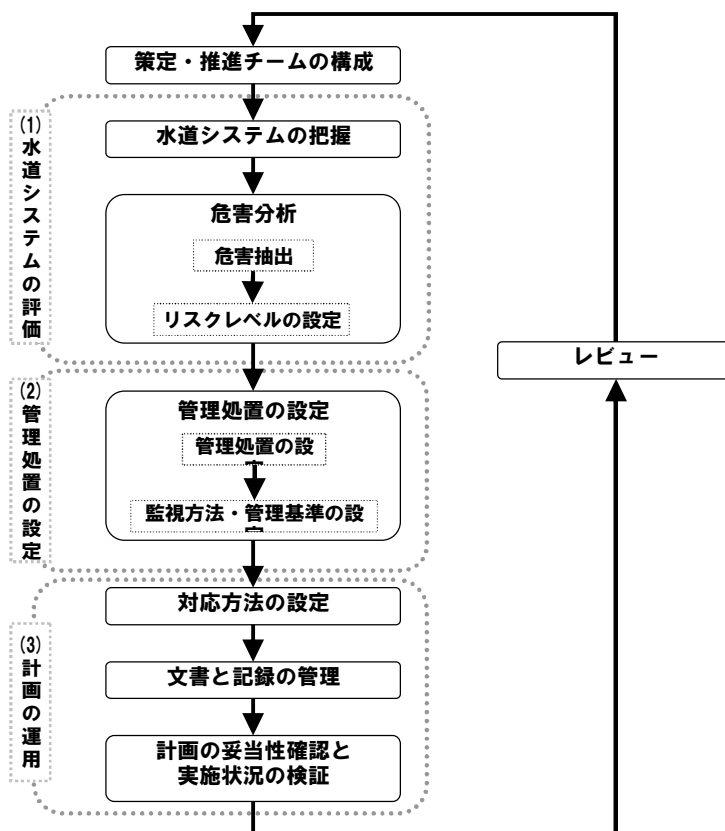 策定・推進チームの構成
(1)水道システムの評価
水道システムの把握
危害分析
危害抽出
リスクレベルの設定
レビュー
(2)管理処置の設定
管理処置の設定
管理処置の設
監視方法・管理基準の設
(3)計画の運用
対応方法の設定
文書と記録の管理
計画の妥当性確認と
実施状況の検証